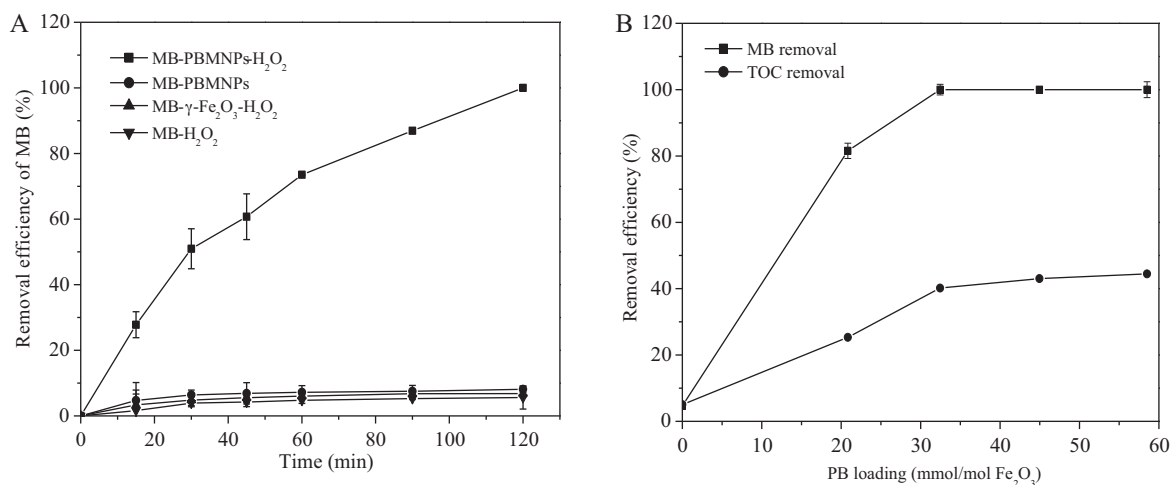 A
Removal efficiency of MB (%)
120
100
80
60
40
20
0
MB-PBMNPs-H₂O₂
MB-PBMNPs
MB-γ-Fe₂O₃-H₂O₂
MB-H₂O₂
0 20 40 60 80 100 120
Time (min)
B
Removal efficiency (%)
120
100
80
60
40
20
0
MB removal
TOC removal
0 10 20 30 40 50 60
PB loading (mmol/mol Fe₂O₃)